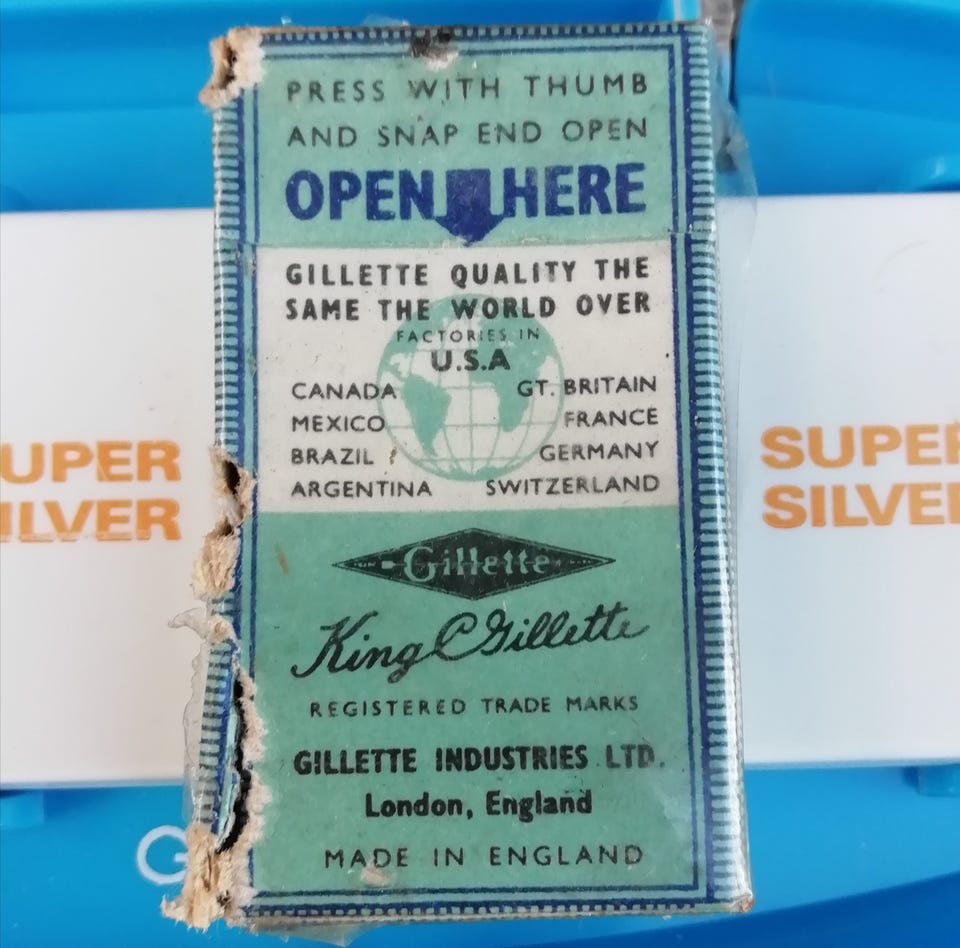 PRESS WITH THUMB
AND SNAP END OPEN
OPEN HERE
GILLETTE QUALITY THE
SAME THE WORLD OVER
FACTORIES IN
U.S.A
CANADA GT. BRITAIN
MEXICO FRANCE
BRAZIL GERMANY
ARGENTINA SWITZERLAND
Gillette
King C Gillette
REGISTERED TRADE MARKS
GILLETTE INDUSTRIES LTD.
London, England
MADE IN ENGLAND
UPER
ILVER
SUPER
SILVE
G